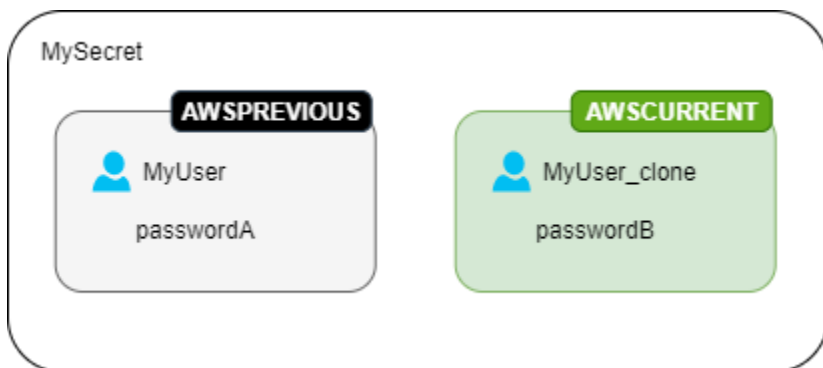 MySecret
AWSPREVIOUS
MyUser
passwordA
AWSCURRENT
MyUser_clone
passwordB